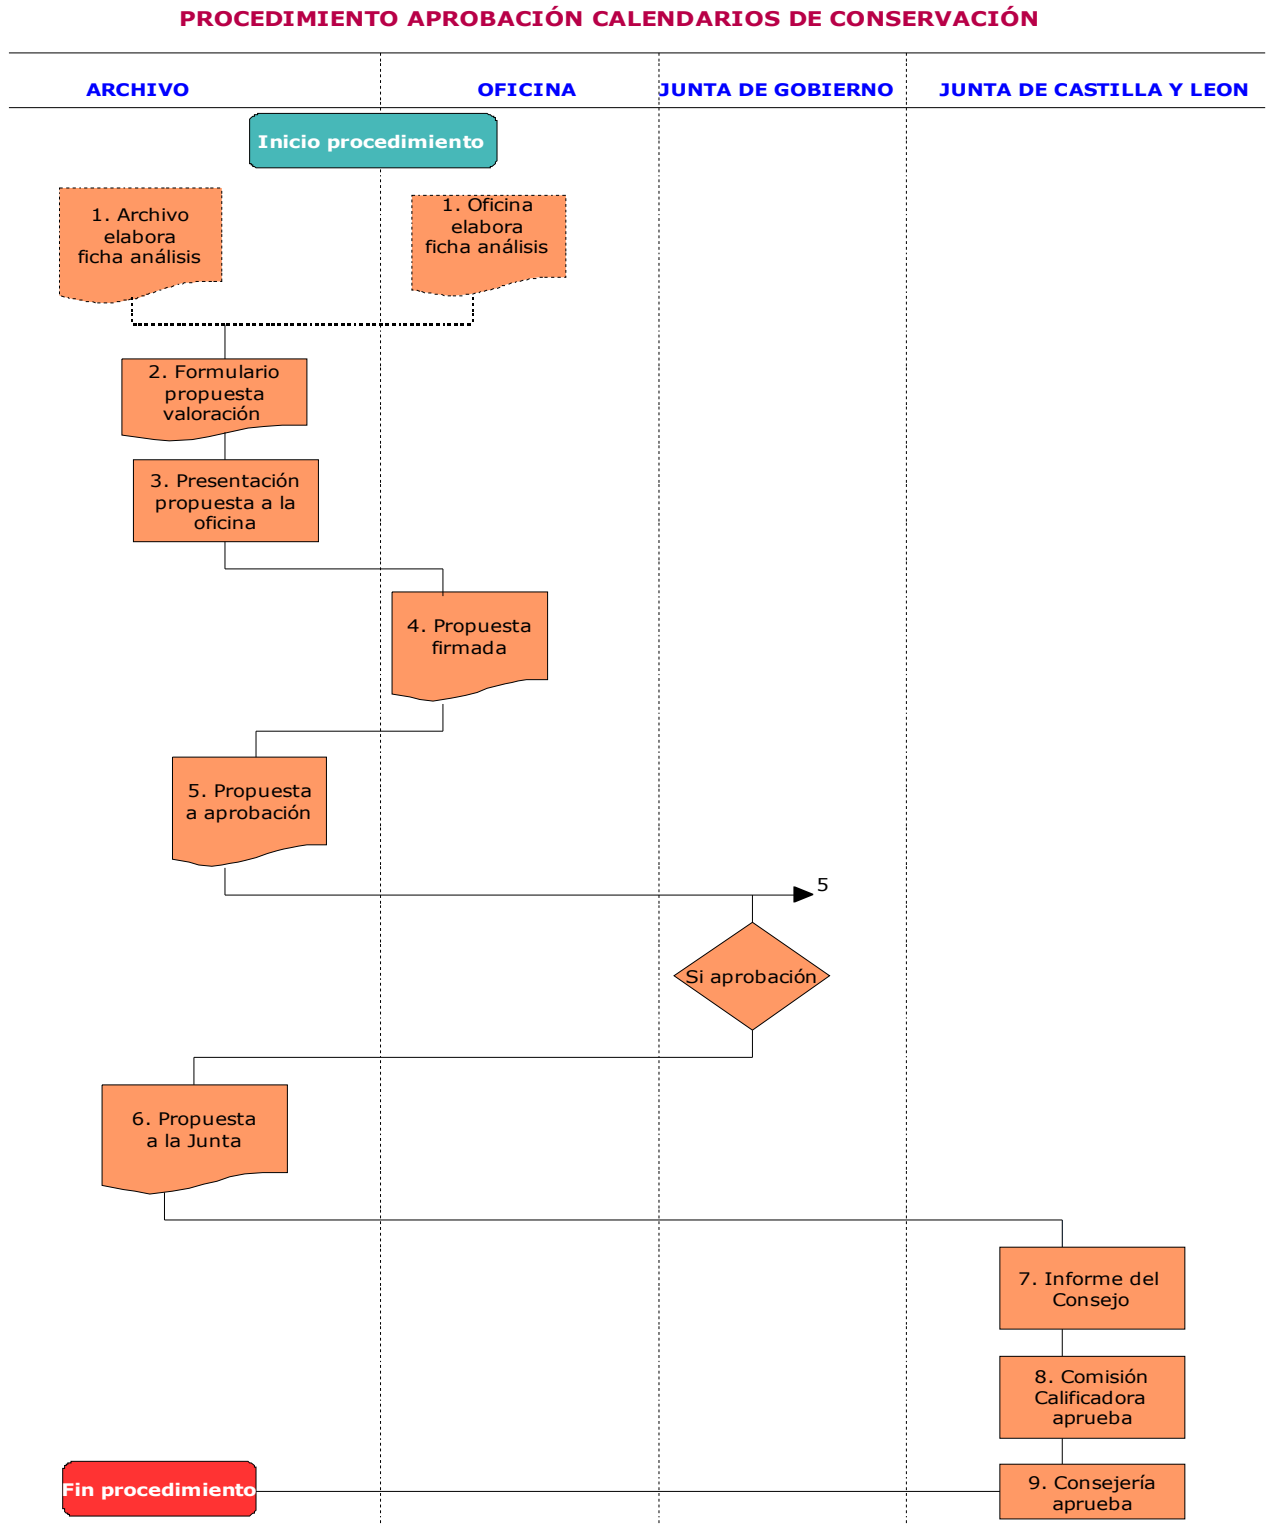 PROCEDIMIENTO APROBACIÓN CALENDARIOS DE CONSERVACIÓN
ARCHIVO
OFICINA
JUNTA DE GOBIERNO
JUNTA DE CASTILLA Y LEON
Inicio procedimiento
1. Archivo
elabora
ficha análisis
1. Oficina
elabora
ficha análisis
2. Formulario
propuesta
valoración
3. Presentación
propuesta a la
oficina
4. Propuesta
firmada
5. Propuesta
a aprobación
5
Si aprobación
6. Propuesta
a la Junta
7. Informe del
Consejo
8. Comisión
Calificadora
aprueba
9. Consejería
aprueba
Fin procedimiento